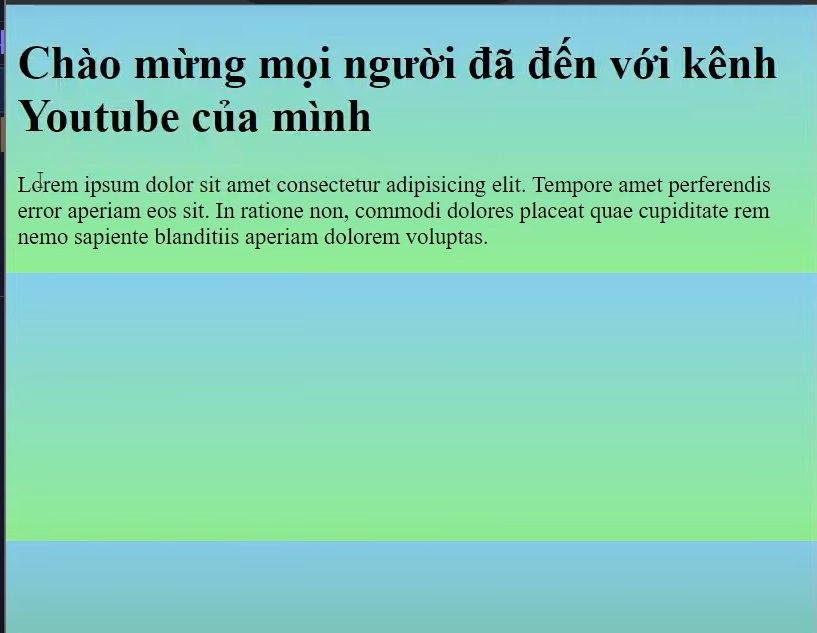 Chào mừng mọi người đã đến với kênh
Youtube của mình
Lorem ipsum dolor sit amet consectetur adipisicing elit. Tempore amet perferendis
error aperiam eos sit. In ratione non, commodi dolores placeat quae cupiditate rem
nemo sapiente blanditiis aperiam dolorem voluptas.